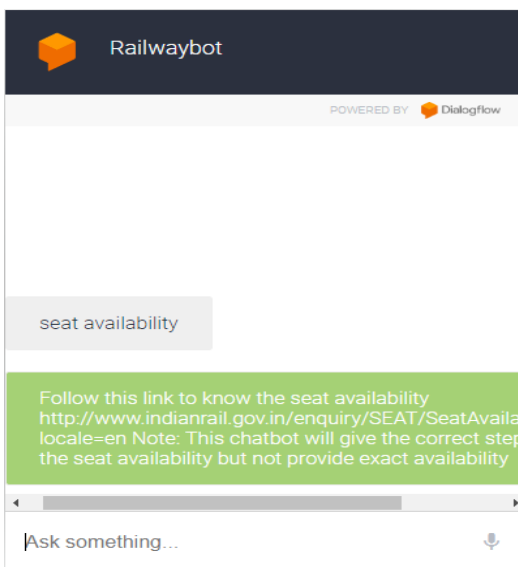 Railwaybot
POWERED BY Dialogflow
seat availability
Follow this link to know the seat availability
http://www.indianrail.gov.in/enquiry/SEAT/SeatAvaila
locale=en Note: This chatbot will give the correct step
the seat availability but not provide exact availability
Ask something...